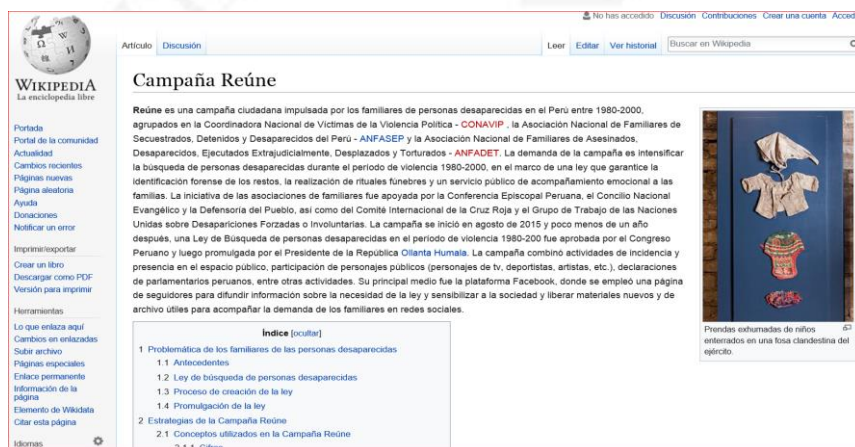 No has accedido Discusión Contribuciones Crear una cuenta Acced
Artículo Discusión
Leer Editar Ver historial Buscar en Wikipedia
WIKIPEDIA
La enciclopedia libre
Portada
Portal de la comunidad
Actualidad
Cambios recientes
Páginas nuevas
Página aleatoria
Ayuda
Donaciones
Notificar un error
Imprimir/exportar
Crear un libro
Descargar como PDF
Versión para imprimir
Herramientas
Lo que enlaza aquí
Cambios en enlazadas
Subir archivo
Páginas especiales
Enlace permanente
Información de la
página
Elemento de Wikidata
Citar esta página
Idiomas
Campaña Reúne
Reúne es una campaña ciudadana impulsada por los familiares de personas desaparecidas en el Perú entre 1980-2000,
agrupados en la Coordinadora Nacional de Víctimas de la Violencia Política - CONAVIP , la Asociación Nacional de Familiares de
Secuestrados, Detenidos y Desaparecidos del Perú - ANFASEP y la Asociación Nacional de Familiares de Asesinados,
Desaparecidos, Ejecutados Extrajudicialmente, Desplazados y Torturados - ANFADET. La demanda de la campaña es intensificar
la búsqueda de personas desaparecidas durante el periodo de violencia 1980-2000, en el marco de una ley que garantice la
identificación forense de los restos, la realización de rituales fúnebres y un servicio público de acompañamiento emocional a las
familias. La iniciativa de las asociaciones de familiares fue apoyada por la Conferencia Episcopal Peruana, el Concilio Nacional
Evangélico y la Defensoría del Pueblo, así como del Comité Internacional de la Cruz Roja y el Grupo de Trabajo de las Naciones
Unidas sobre Desapariciones Forzadas o Involuntarias. La campaña se inició en agosto de 2015 y poco menos de un año
después, una Ley de Búsqueda de personas desaparecidas en el período de violencia 1980-200 fue aprobada por el Congreso
Peruano y luego promulgada por el Presidente de la República Ollanta Humala. La campaña combinó actividades de incidencia y
presencia en el espacio público, participación de personajes públicos (personajes de tv, deportistas, artistas, etc.), declaraciones
de parlamentarios peruanos, entre otras actividades. Su principal medio fue la plataforma Facebook, donde se empleó una página
de seguidores para difundir información sobre la necesidad de la ley y sensibilizar a la sociedad y liberar materiales nuevos y de
archivo útiles para acompañar la demanda de los familiares en redes sociales.
Prendas exhumadas de niños
enterrados en una fosa clandestina del
ejército.
Índice [ocultar]
1 Problemática de los familiares de las personas desaparecidas
1.1 Antecedentes
1.2 Ley de búsqueda de personas desaparecidas
1.3 Proceso de creación de la ley
1.4 Promulgación de la ley
2 Estrategias de la Campaña Reúne
2.1 Conceptos utilizados en la Campaña Reúne